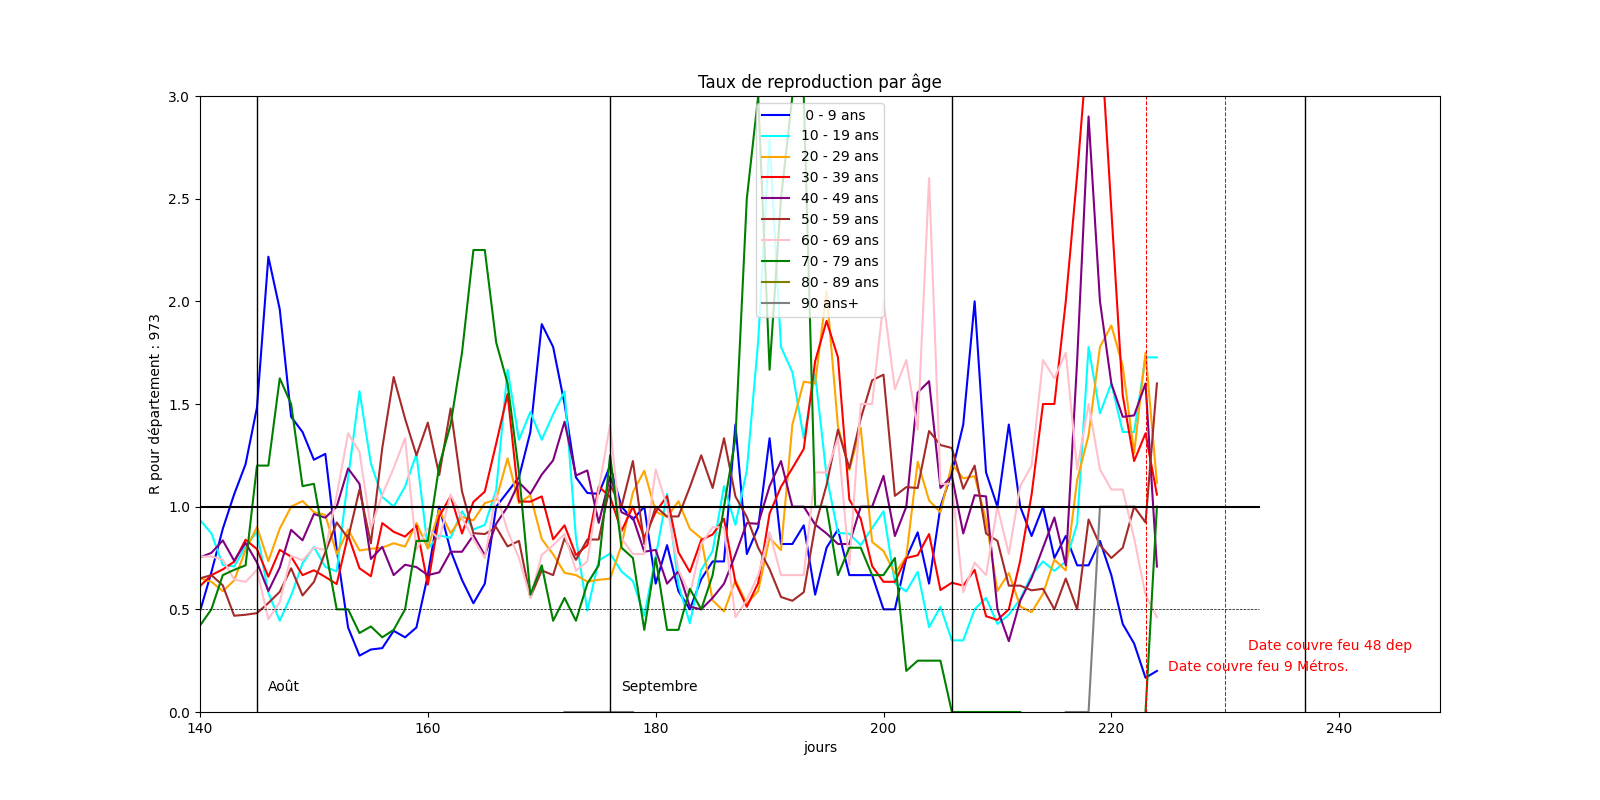 Taux de reproduction par âge
R pour département : 973
3.0
2.5
2.0
1.5
1.0
0.5
0.0
0 - 9 ans
10 - 19 ans
20 - 29 ans
30 - 39 ans
40 - 49 ans
50 - 59 ans
60 - 69 ans
70 - 79 ans
80 - 89 ans
90 ans+
Date couvre feu 48 dep
Date couvre feu 9 Métros.
Août
Septembre
140
160
180
200
220
240
jours